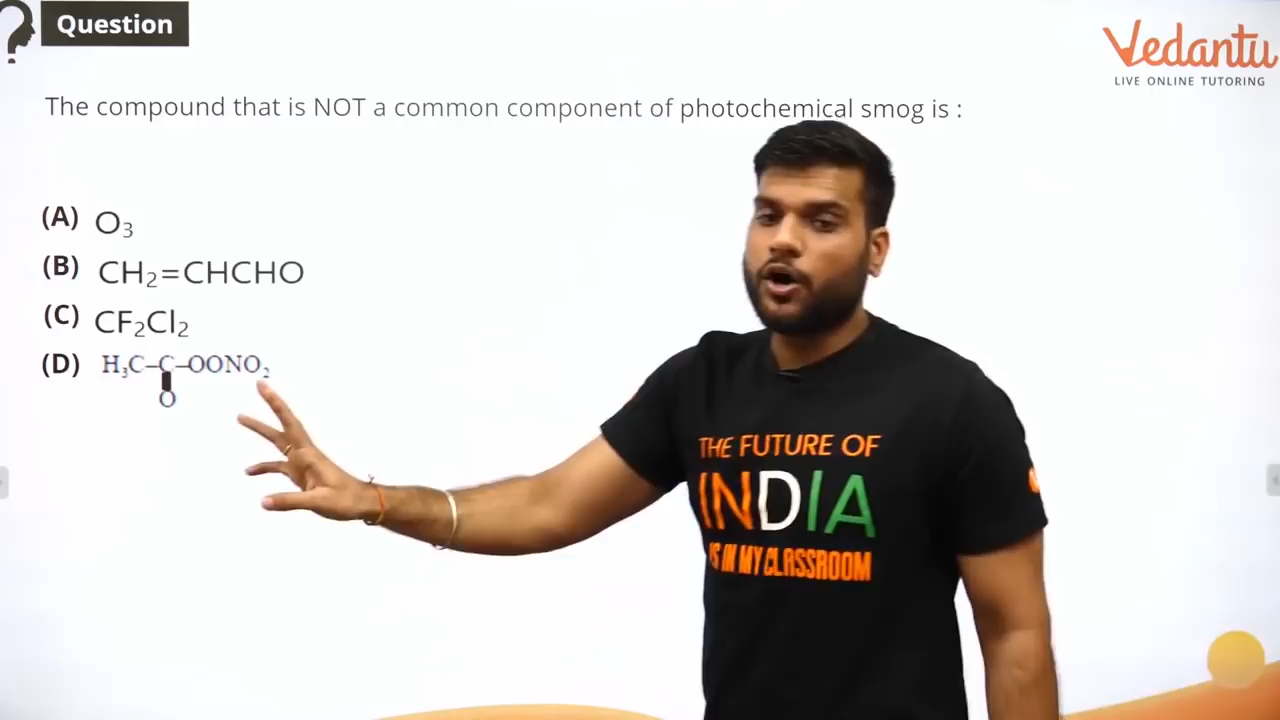 Question
Vedantu
LIVE ONLINE TUTORING
The compound that is NOT a common component of photochemical smog is :
(A) O₃
(B) CH₂=CHCHO
(C) CF₂Cl₂
(D) H₃C–C–OONO₂
O
THE FUTURE OF
INDIA
IS IN MY CLASSROOM